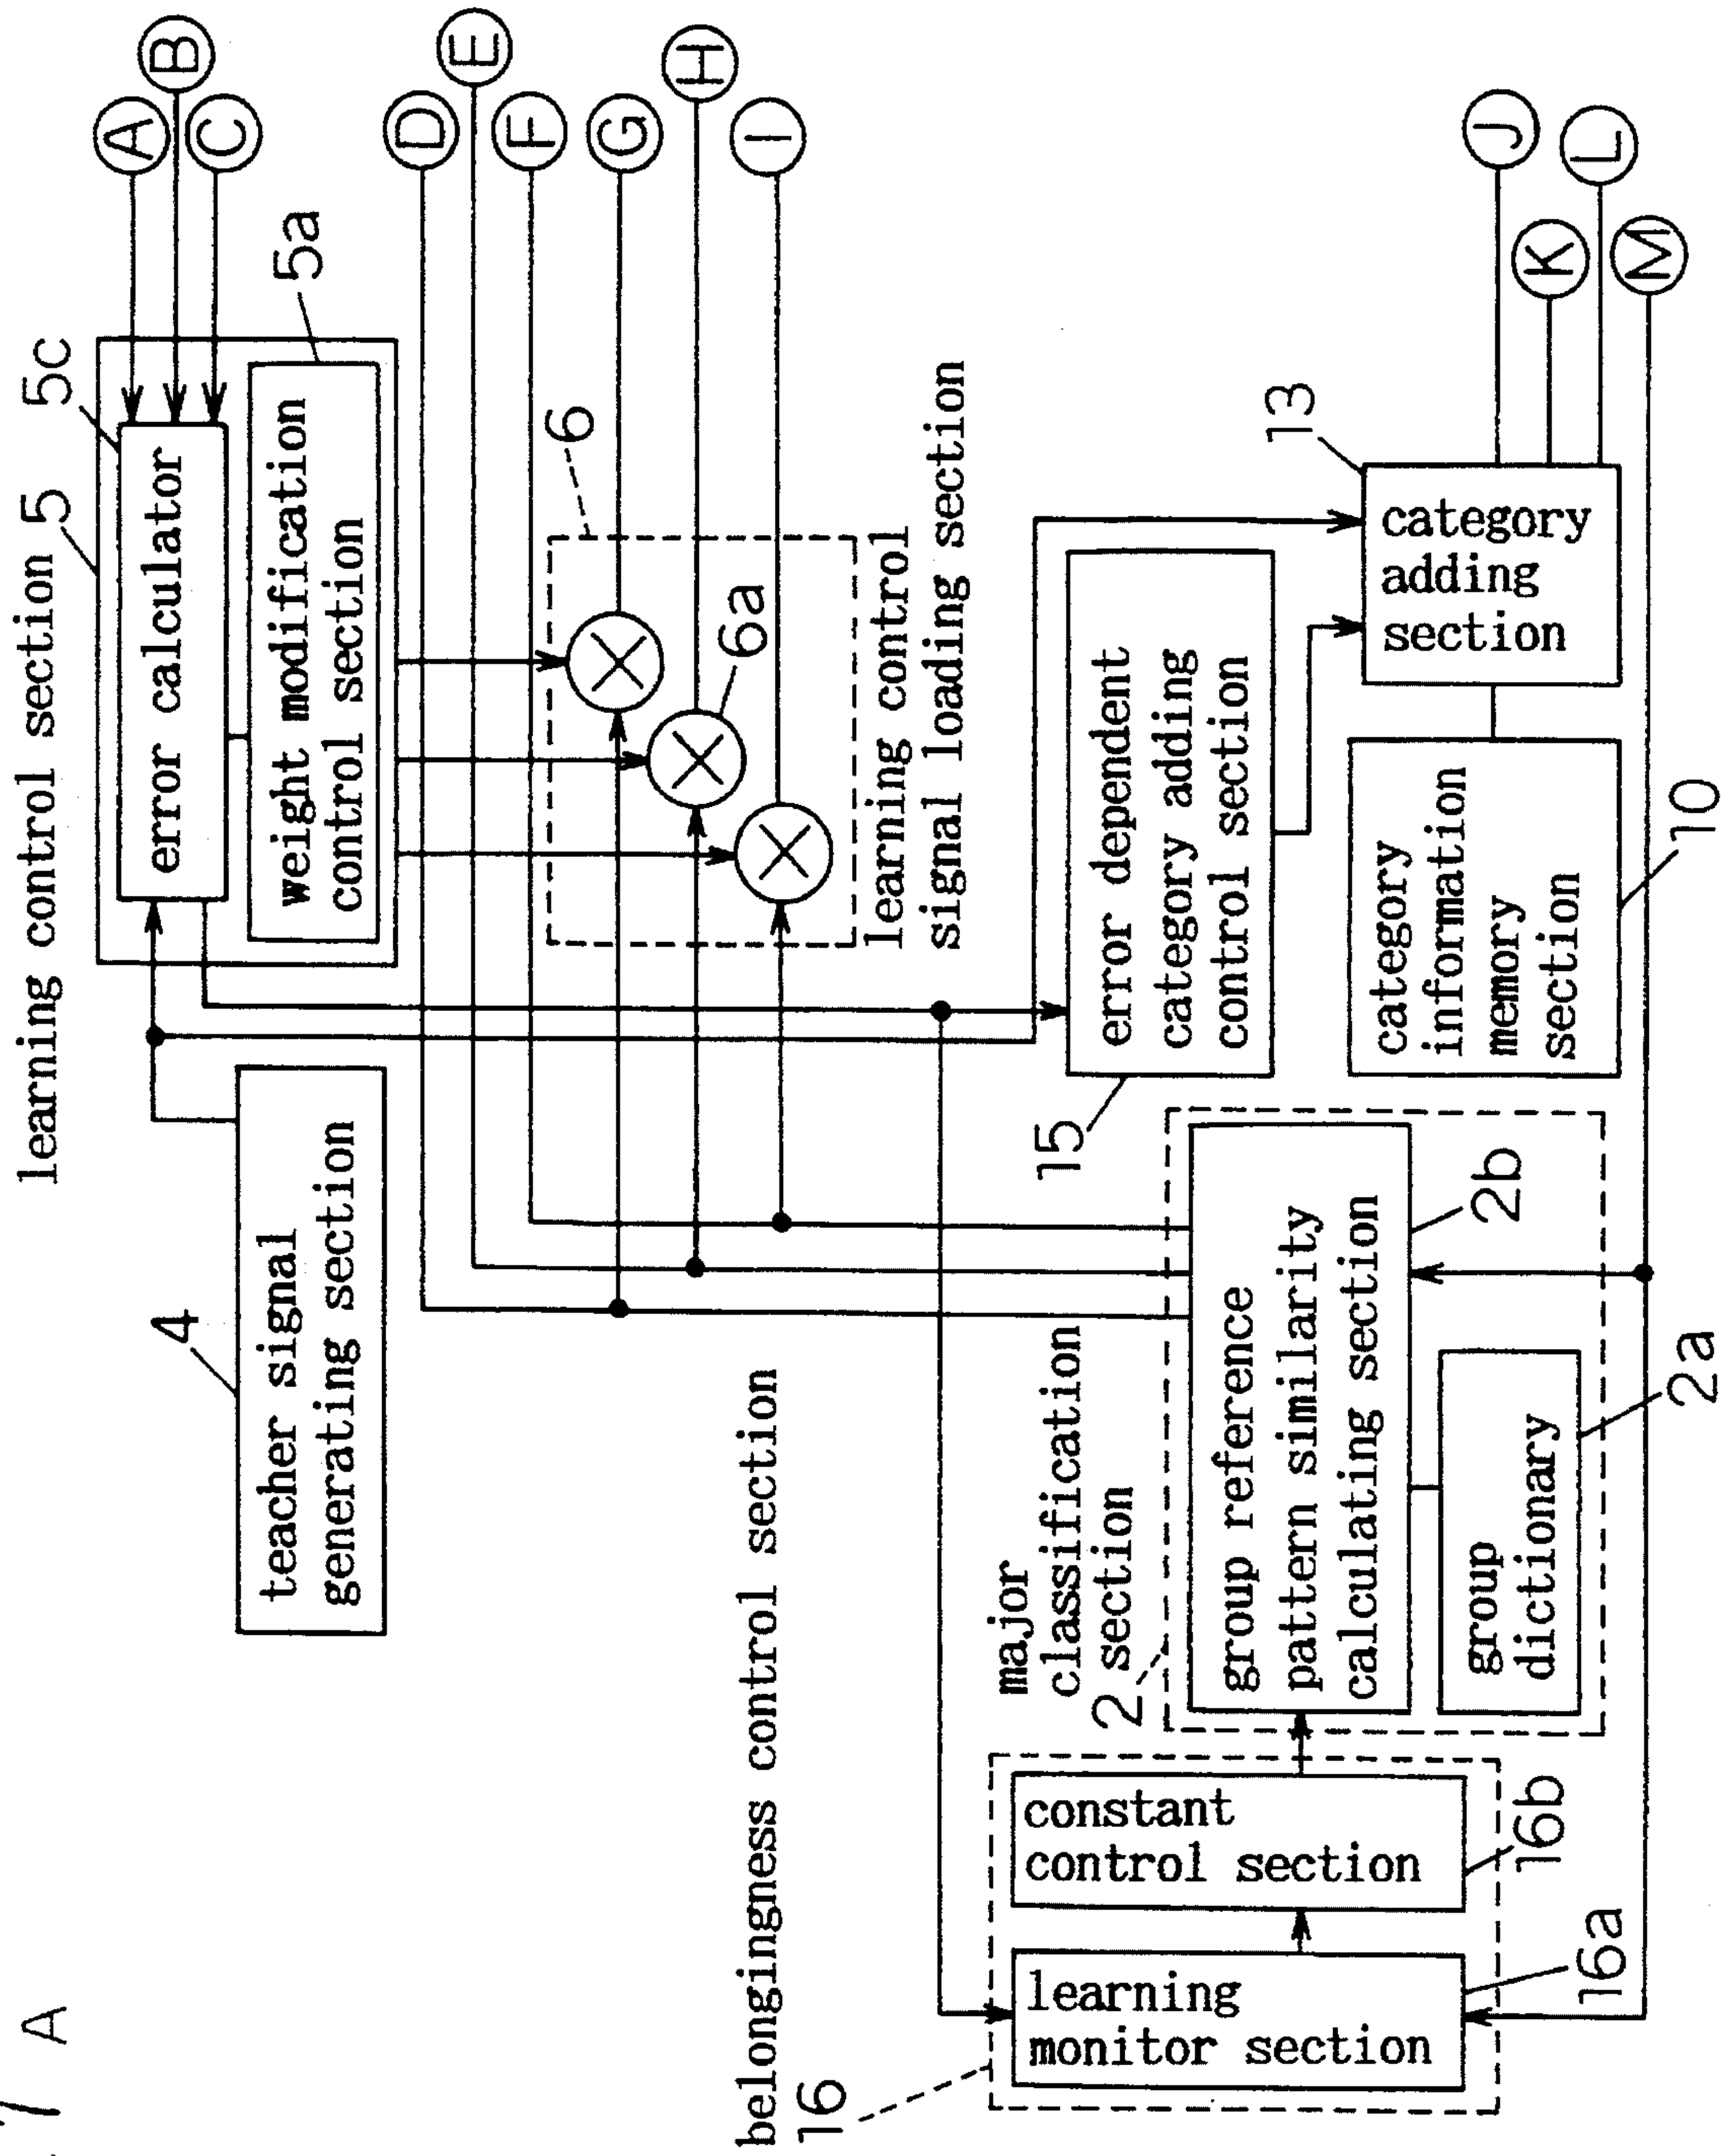 7 A
learning control section 5
5
5c
error calculator
5a
weight modification
control section
A
B
C
D
E
F
G
H
I
4
teacher signal
generating section
6
6a
learning control
signal loading section
belongingness control section
16
major
classification
section
2
group reference
pattern similarity
calculating section
2b
group
dictionary
2a
constant
control section
16b
learning
monitor section
16a
15
error dependent
category adding
control section
13
category
adding
section
category
information
memory
section
10
J
K
L
M